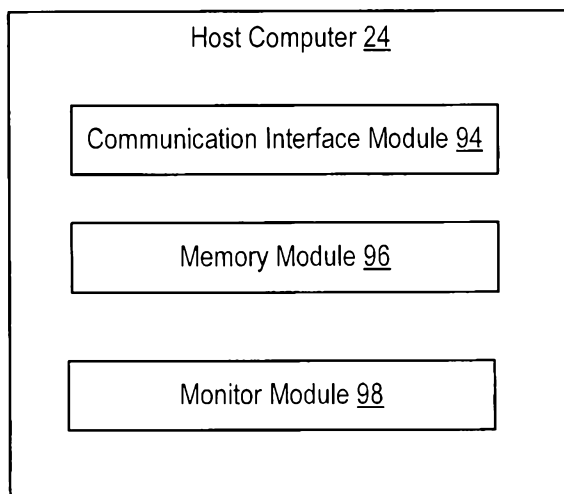 Host Computer 24
Communication Interface Module 94
Memory Module 96
Monitor Module 98